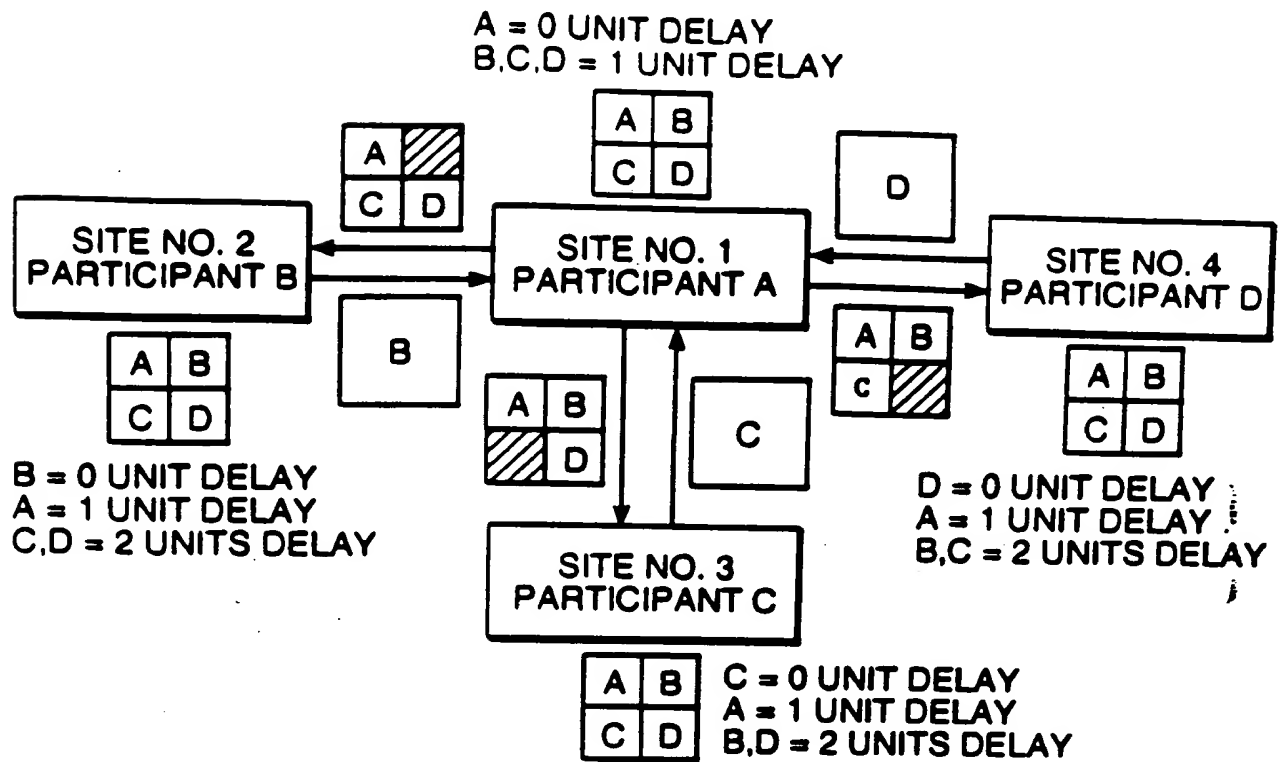 A = 0 UNIT DELAY
B,C,D = 1 UNIT DELAY
A B
C D
A
C D
D
SITE NO. 2
PARTICIPANT B
SITE NO. 1
PARTICIPANT A
SITE NO. 4
PARTICIPANT D
B
A B
C
A B
C D
A B
D
C
A B
C D
B = 0 UNIT DELAY
A = 1 UNIT DELAY
C,D = 2 UNITS DELAY
D = 0 UNIT DELAY
A = 1 UNIT DELAY
B,C = 2 UNITS DELAY
SITE NO. 3
PARTICIPANT C
A B
C D
C = 0 UNIT DELAY
A = 1 UNIT DELAY
B,D = 2 UNITS DELAY